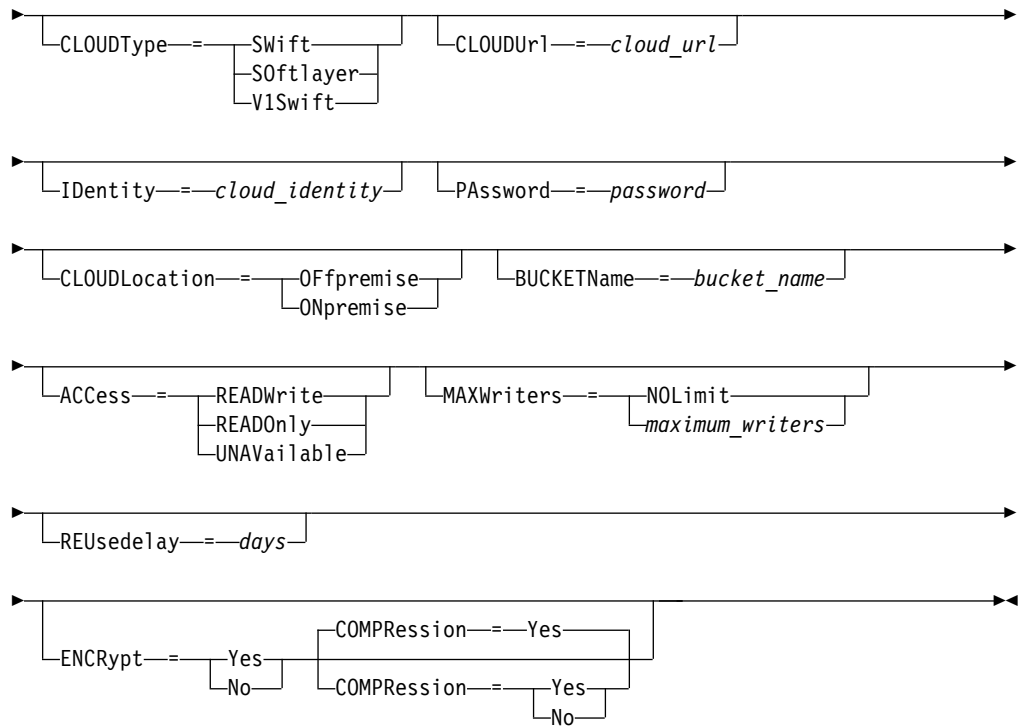 CLOUDType = SWift CLOUDUrl = cloud_url
SOftlayer
V1Swift
IDentity = cloud_identity PAssword = password
CLOUDLocation = OFfpremise BUCKETName = bucket_name
ONpremise
ACCess = READWrite MAXWriters = NOLimit
READOnly maximum_writers
UNAVailable
REUsedelay = days
COMPRession = Yes
ENCRypt = Yes
No COMPRession = Yes
No